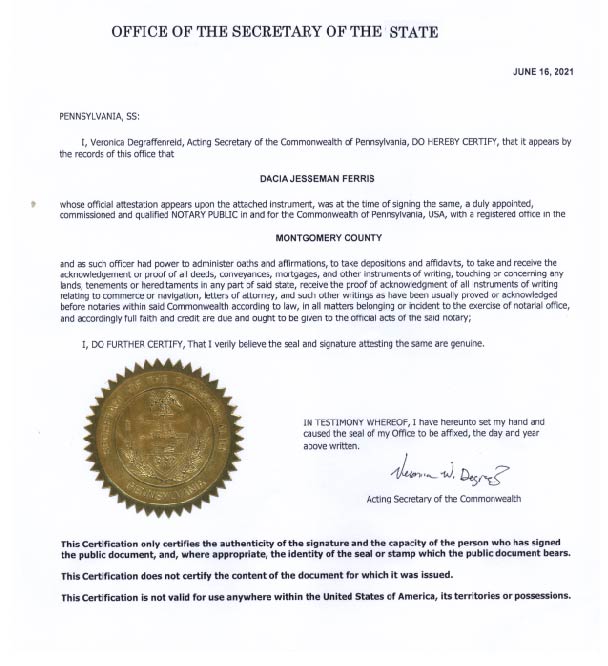 OFFICE OF THE SECRETARY OF THE STATE
JUNE 16, 2021
PENNSYLVANIA, SS:
I, Veronica Degraffenreid, Acting Secretary of the Commonwealth of Pennsylvania, DO HEREBY CERTIFY, that it appears by
the records of this office that
DACIA JESSEMAN FERRIS
whose official attestation appears upon the attached instrument, was at the time of signing the same, a duly appointed,
commissioned and qualified NOTARY PUBLIC in and for the Commonwealth of Pennsylvania, USA, with a registered office in the
MONTGOMERY COUNTY
and as such officer had power to administer oaths and affirmations, to take depositions and affidavits, to take and receive the
acknowledgement or proof of all deeds, conveyances, mortgages, and other instruments of writing, touching or concerning any
lands, tenements or hereditaments in any part of said state, receive the proof of acknowledgment of all instruments of writing
relating to commerce or navigation, letters of attorney, and such other writings as have been usually proved or acknowledged
before notaries within said Commonwealth according to law, in all matters belonging or incident to the exercise of notarial office,
and accordingly full faith and credit are due and ought to be given to the official acts of the said notary;
I, DO FURTHER CERTIFY, That I verily believe the seal and signature attesting the same are genuine.
PENNSYLVANIA
IN TESTIMONY WHEREOF, I have hereunto set my hand and
caused the seal of my Office to be affixed, the day and year
above written.
Veronica W. Degraf
Acting Secretary of the Commonwealth
This Certification only certifies the authenticity of the signature and the capacity of the person who has signed
the public document, and, where appropriate, the identity of the seal or stamp which the public document bears.
This Certification does not certify the content of the document for which it was issued.
This Certification is not valid for use anywhere within the United States of America, its territories or possessions.